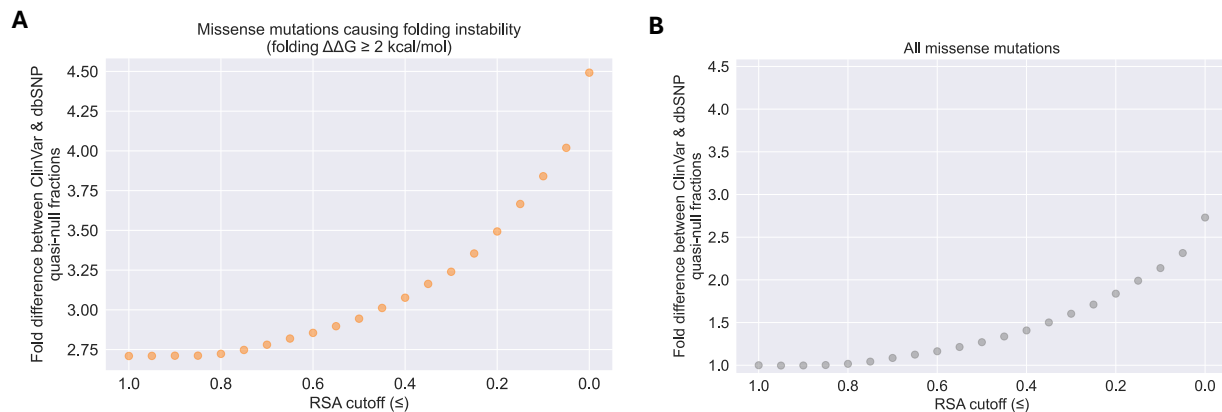 A
Missense mutations causing folding instability
(folding ΔΔG ≥ 2 kcal/mol)
Fold difference between ClinVar & dbSNP
quasi-null fractions
4.50
4.25
4.00
3.75
3.50
3.25
3.00
2.75
1.0 0.8 0.6 0.4 0.2 0.0
RSA cutoff (≤)
B
All missense mutations
Fold difference between ClinVar & dbSNP
quasi-null fractions
4.5
4.0
3.5
3.0
2.5
2.0
1.5
1.0
1.0 0.8 0.6 0.4 0.2 0.0
RSA cutoff (≤)